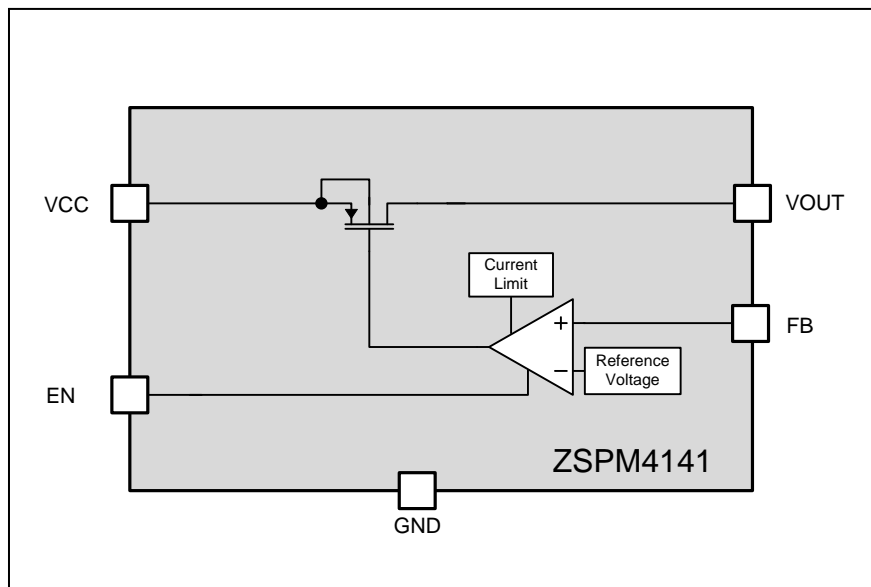 VCC
VOUT
Current
Limit
+
FB
Reference
Voltage
−
EN
ZSPM4141
GND